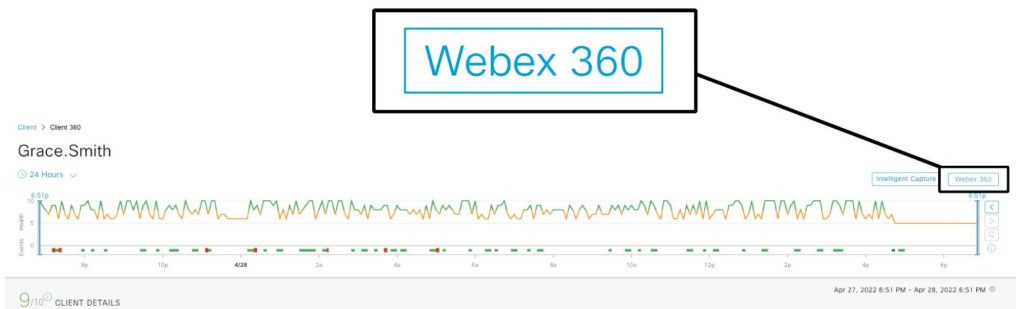 Webex 360
Client > Client 360
Grace.Smith
24 Hours
Intelligent Capture
Webex 360
6:51p
6:51p
10
5
0
Health
Events
8p
10p
4/28
2a
4a
6a
8a
10a
12p
2p
4p
6p
Apr 27, 2022 6:51 PM - Apr 28, 2022 6:51 PM
9/10 CLIENT DETAILS